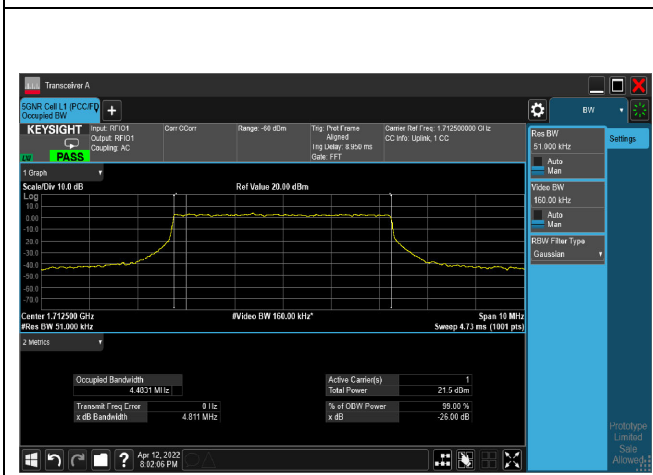 Transceiver A
5GNR Cell L1 (PCC/FD
Occupied BW
+
BW
KEYSIGHT
PASS
Input: RFIO1
Output: RFIO1
Coupling: AC
Corr CCorr
Range: -60 dBm
Trig: Prot Frame
Aligned
Trig Delay: 8.950 ms
Gate: FFT
Carrier Ref Freq: 1.712500000 GHz
CC Info: Uplink, 1 CC
Res BW
51.000 kHz
Auto
Man
Video BW
160.00 kHz
Auto
Man
RBW Filter Type
Gaussian
Settings
1 Graph
Scale/Div 10.0 dB
Ref Value 20.00 dBm
Log
10.0
0.00
-10.0
-20.0
-30.0
-40.0
-50.0
-60.0
-70.0
Center 1.712500 GHz
#Video BW 160.00 kHz*
Span 10 MHz
#Res BW 51.000 kHz
Sweep 4.73 ms (1001 pts)
2 Metrics
Occupied Bandwidth
4.4831 MHz
Active Carrier(s) 1
Total Power 21.5 dBm
Transmit Freq Error 0 Hz
x dB Bandwidth 4.811 MHz
% of OBW Power 99.00 %
x dB -26.00 dB
Prototype
Limited
Sale
Allowed
?
Apr 12, 2022
8:02:06 PM